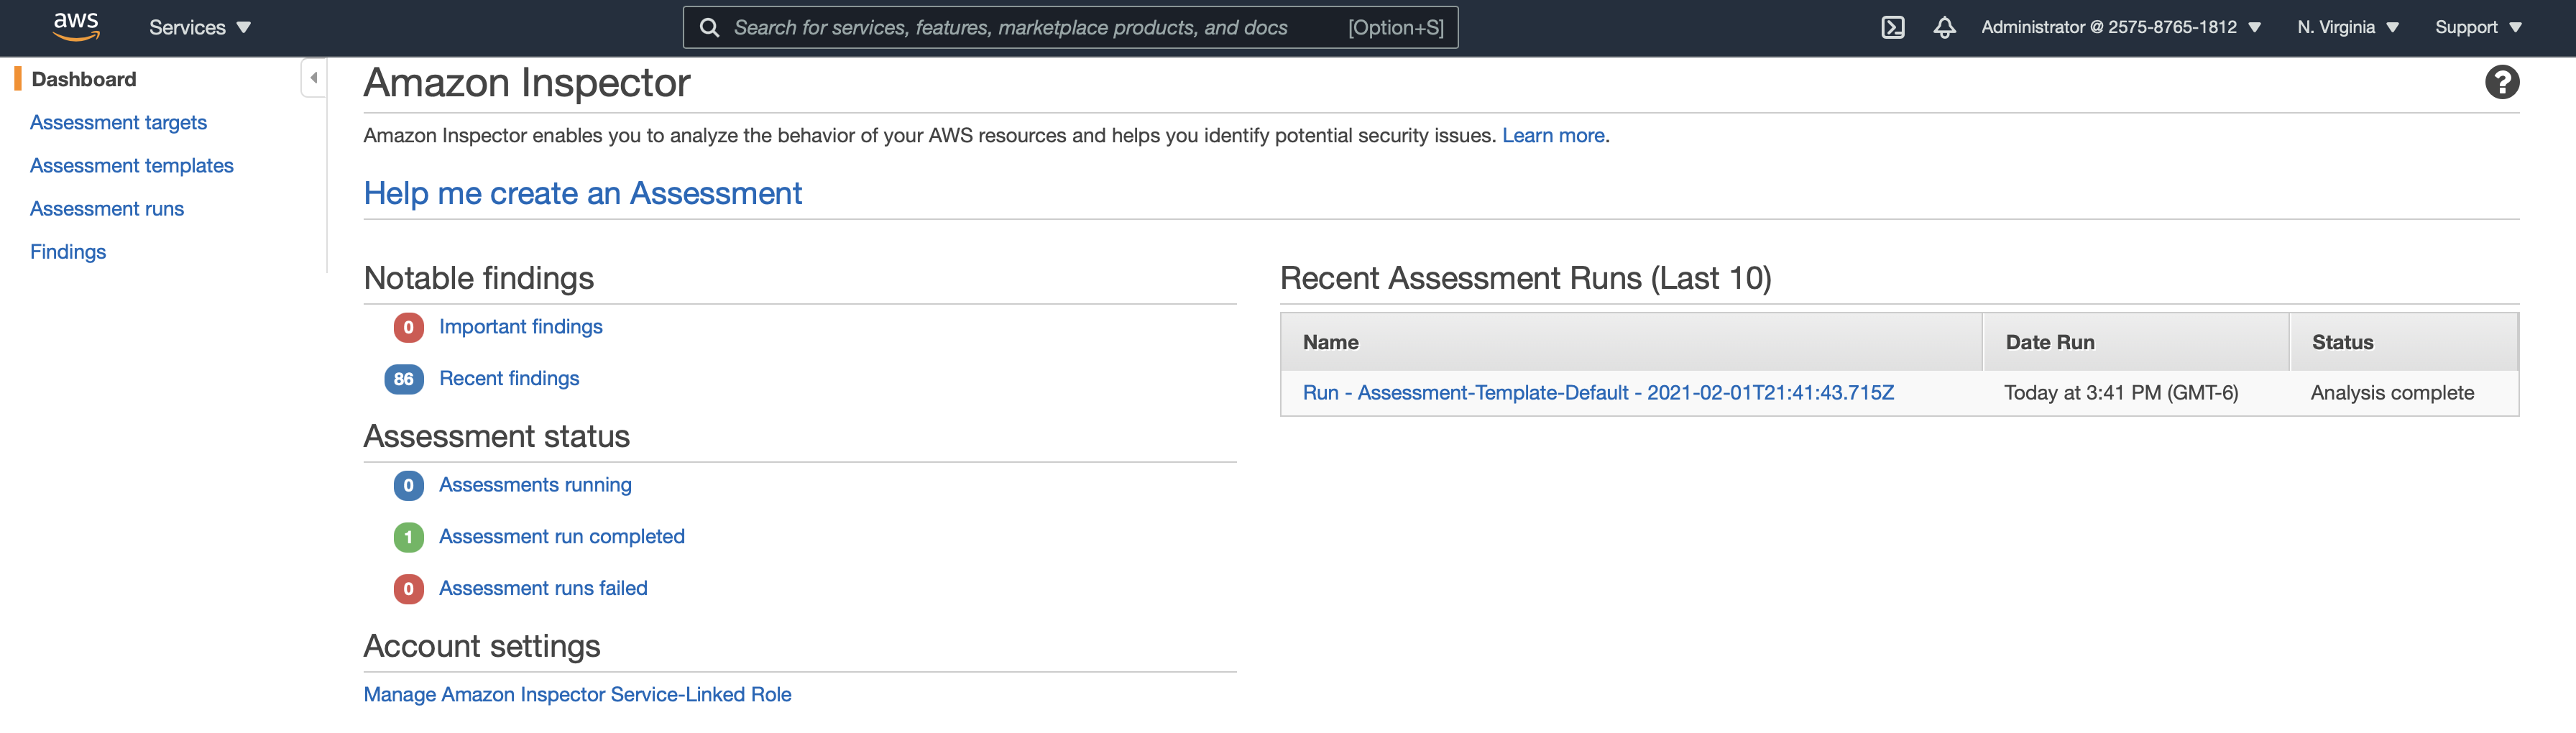 aws Services Search for services, features, marketplace products, and docs [Option+S] Administrator @ 2575-8765-1812 N. Virginia Support
Dashboard
Assessment targets
Assessment templates
Assessment runs
Findings
Amazon Inspector
Amazon Inspector enables you to analyze the behavior of your AWS resources and helps you identify potential security issues. Learn more.
Help me create an Assessment
Notable findings
0 Important findings
86 Recent findings
Assessment status
0 Assessments running
1 Assessment run completed
0 Assessment runs failed
Account settings
Manage Amazon Inspector Service-Linked Role
Recent Assessment Runs (Last 10)
Name Date Run Status
Run - Assessment-Template-Default - 2021-02-01T21:41:43.715Z Today at 3:41 PM (GMT-6) Analysis complete